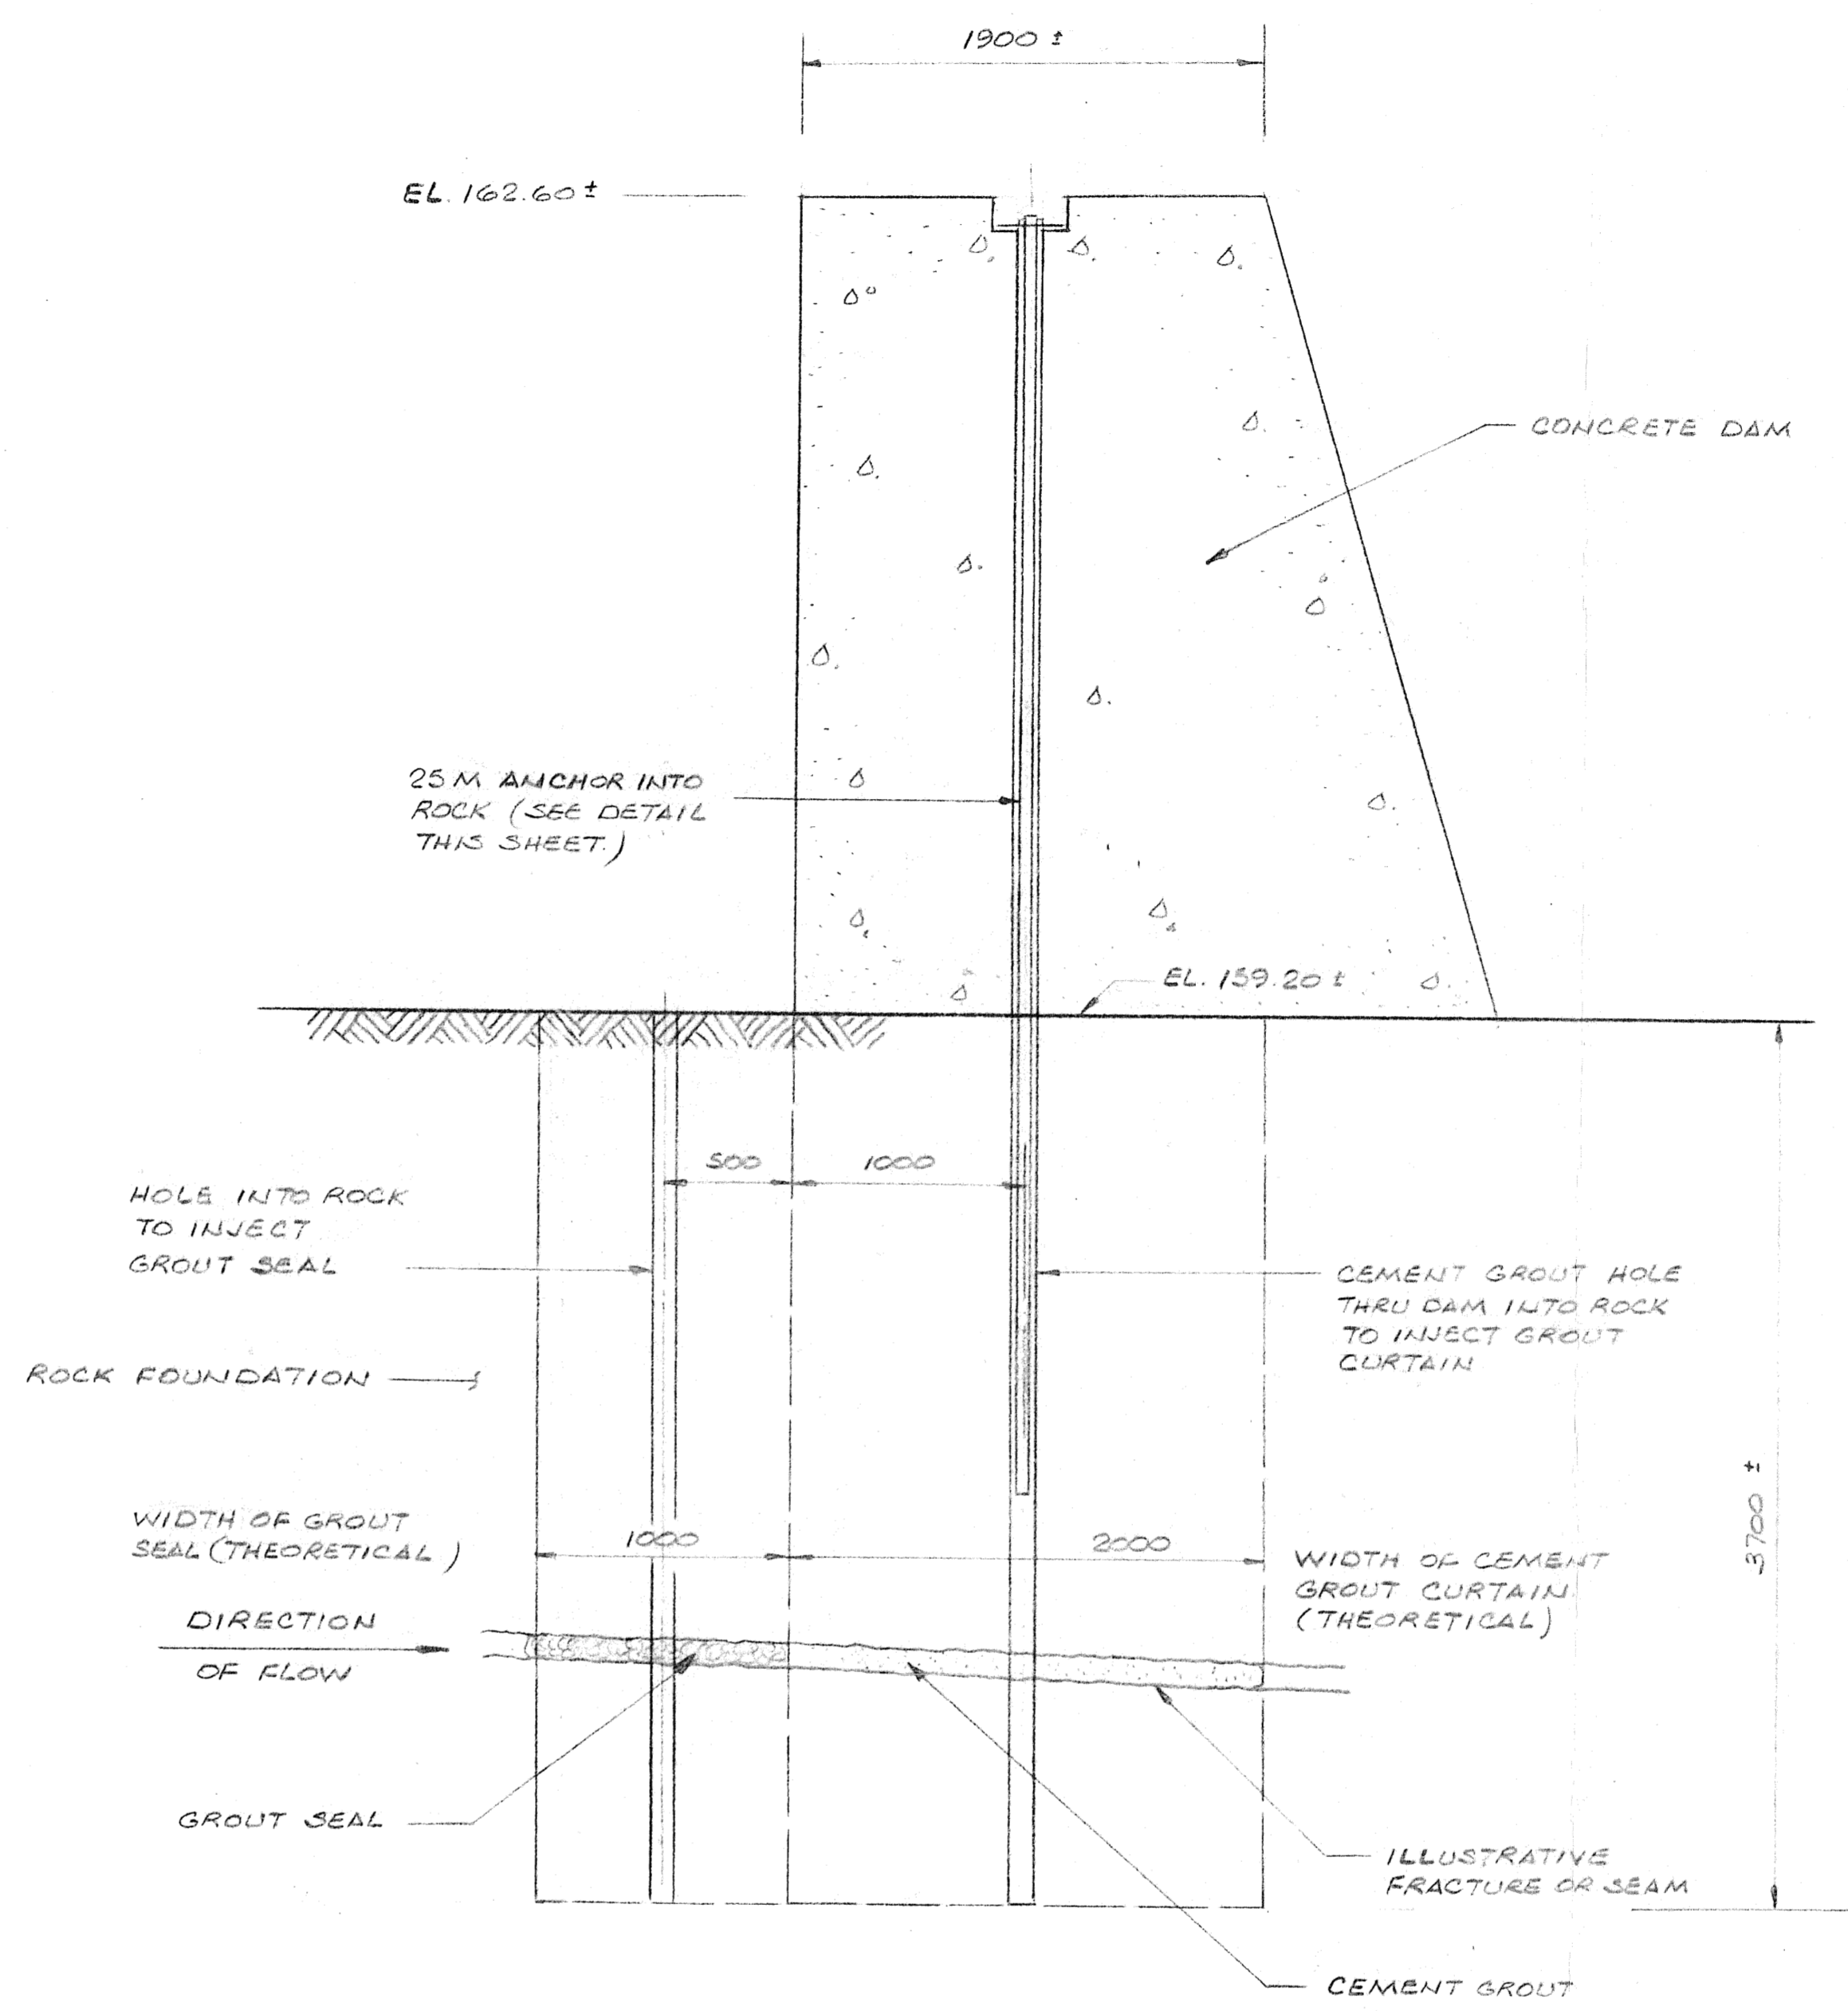 1900 ±
EL. 162.60 ±
CONCRETE DAM
25 M ANCHOR INTO
ROCK (SEE DETAIL
THIS SHEET.)
EL. 159.20 ±
500
1000
HOLE INTO ROCK
TO INJECT
GROUT SEAL
CEMENT GROUT HOLE
THRU DAM INTO ROCK
TO INJECT GROUT
CURTAIN
ROCK FOUNDATION
3700 ±
WIDTH OF GROUT
SEAL (THEORETICAL)
1000
2000
WIDTH OF CEMENT
GROUT CURTAIN
(THEORETICAL)
DIRECTION
OF FLOW
GROUT SEAL
ILLUSTRATIVE
FRACTURE OR SEAM
CEMENT GROUT